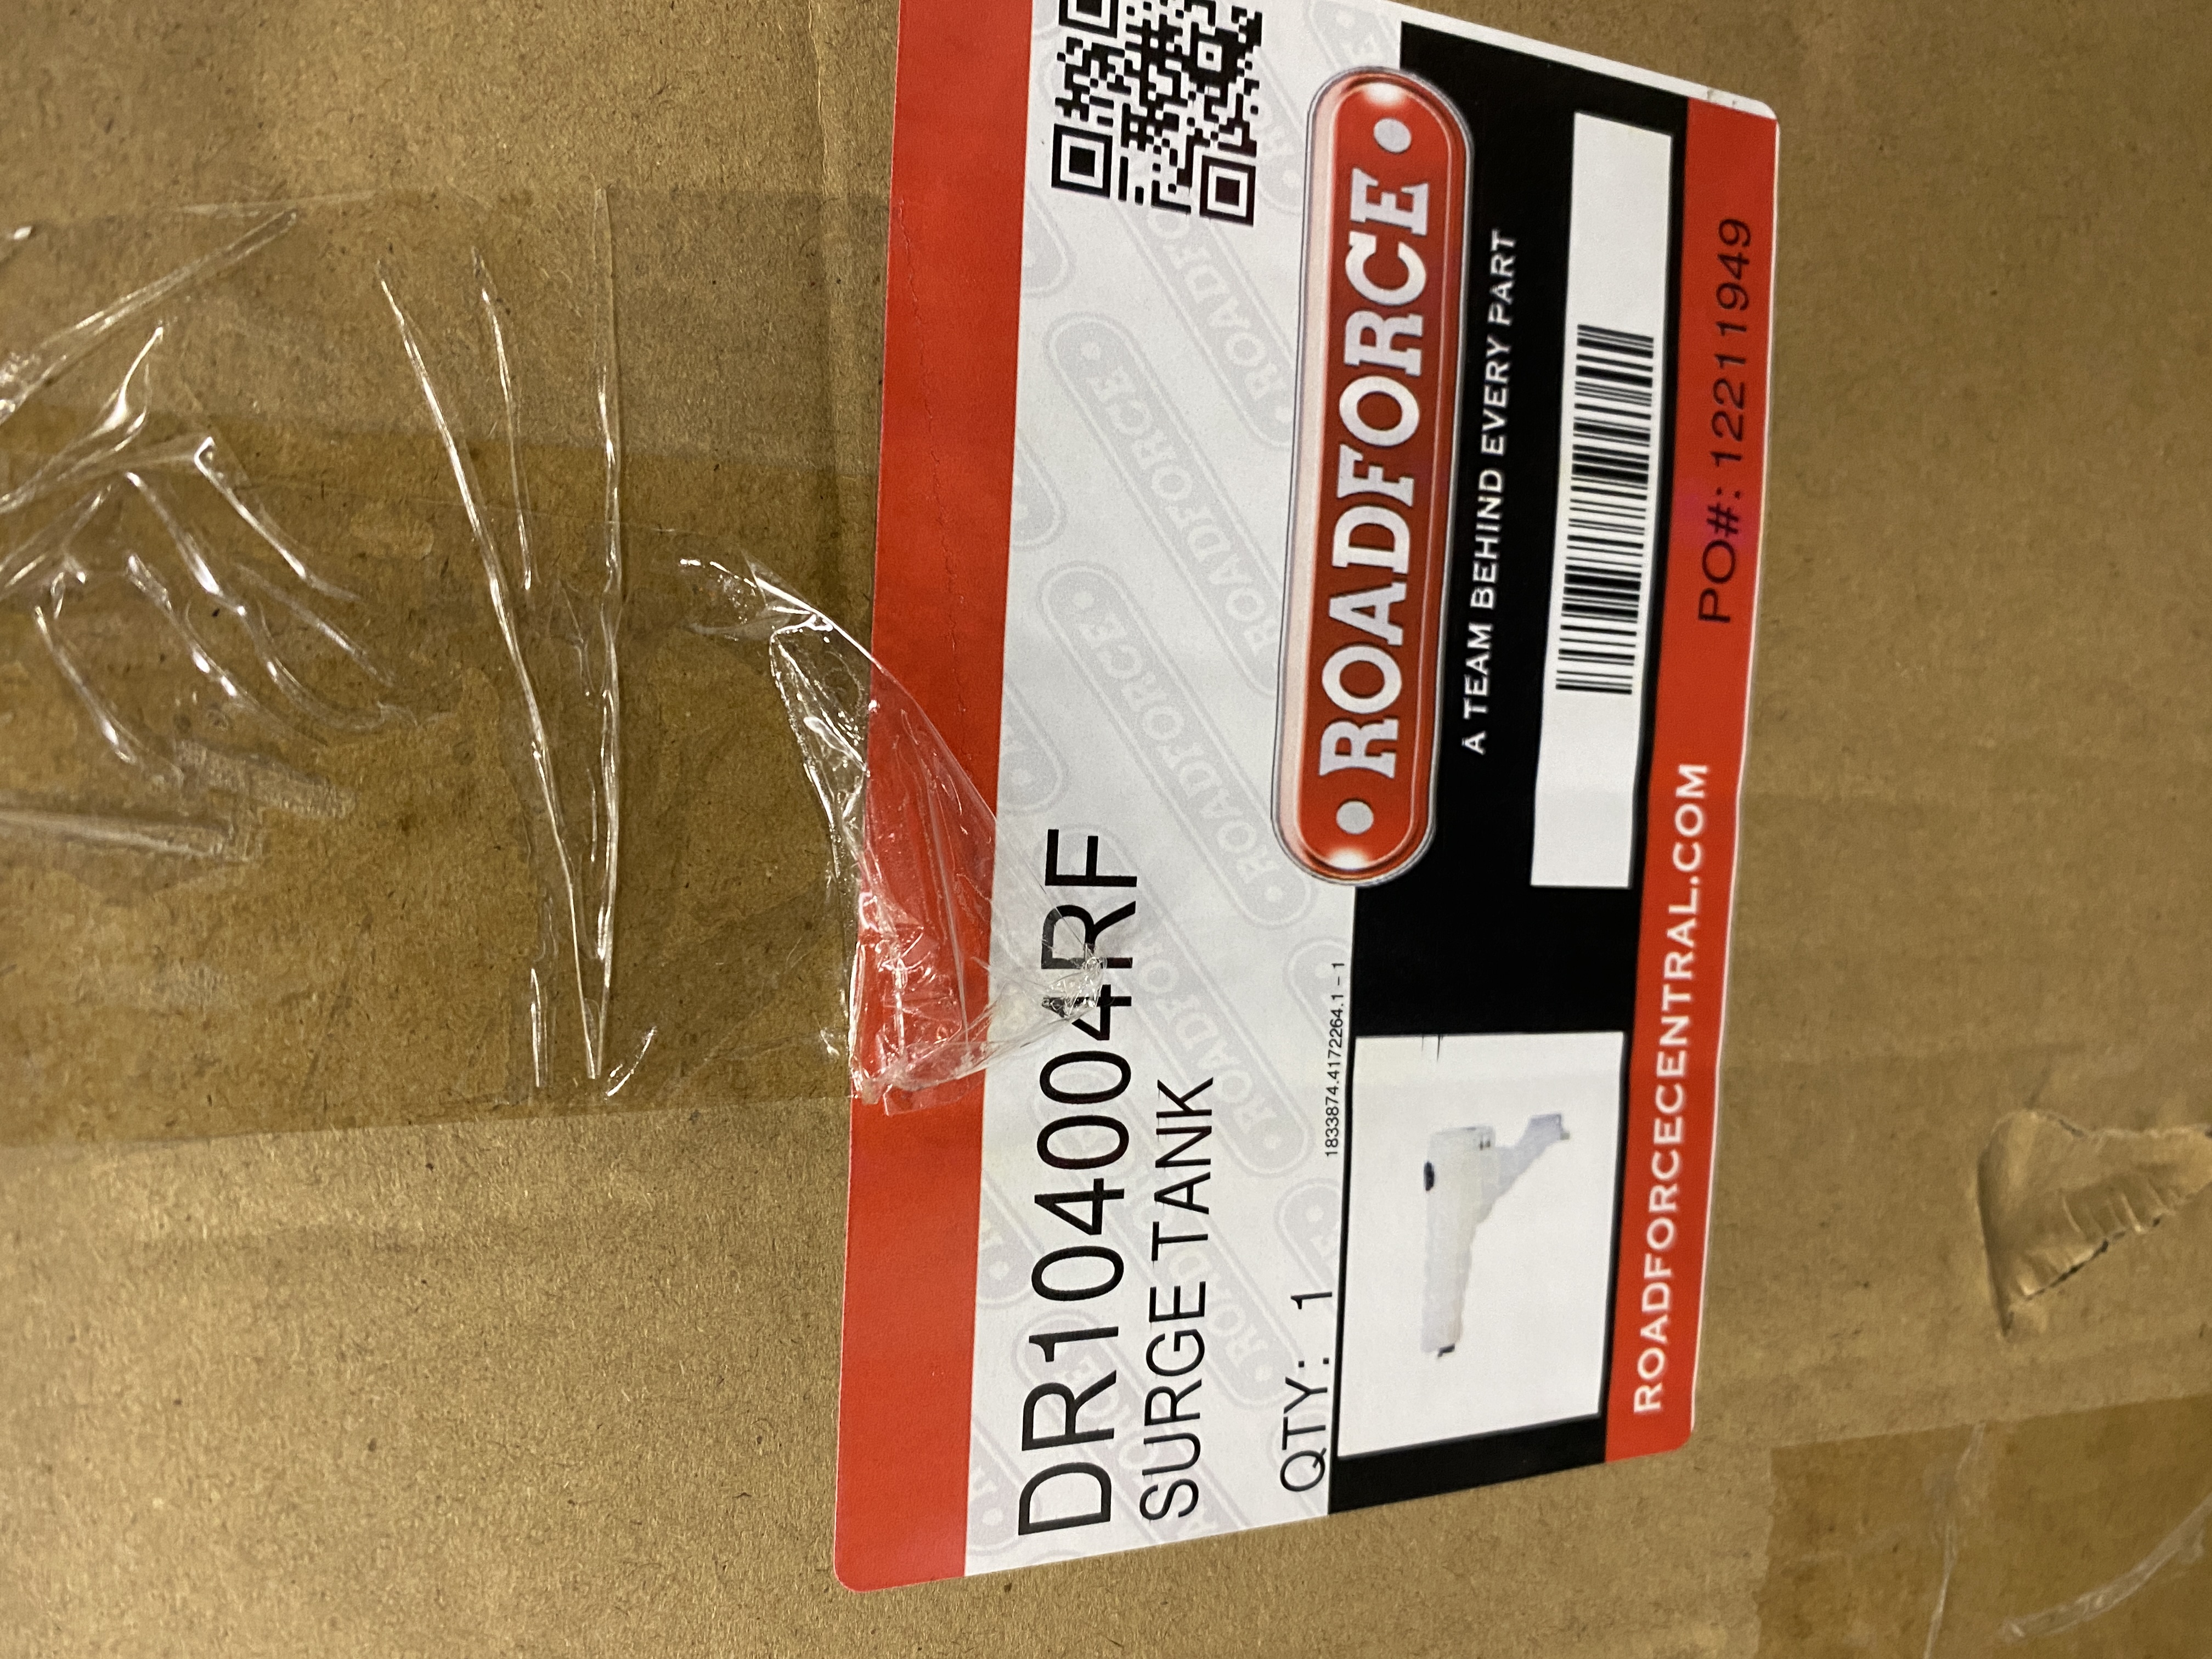 DR104004RF
SURGE TANK
QTY: 1
1833874.4172264.1 - 1
ROADFORCE
A TEAM BEHIND EVERY PART
PO#: 12211949
ROADFORCECENTRAL.COM